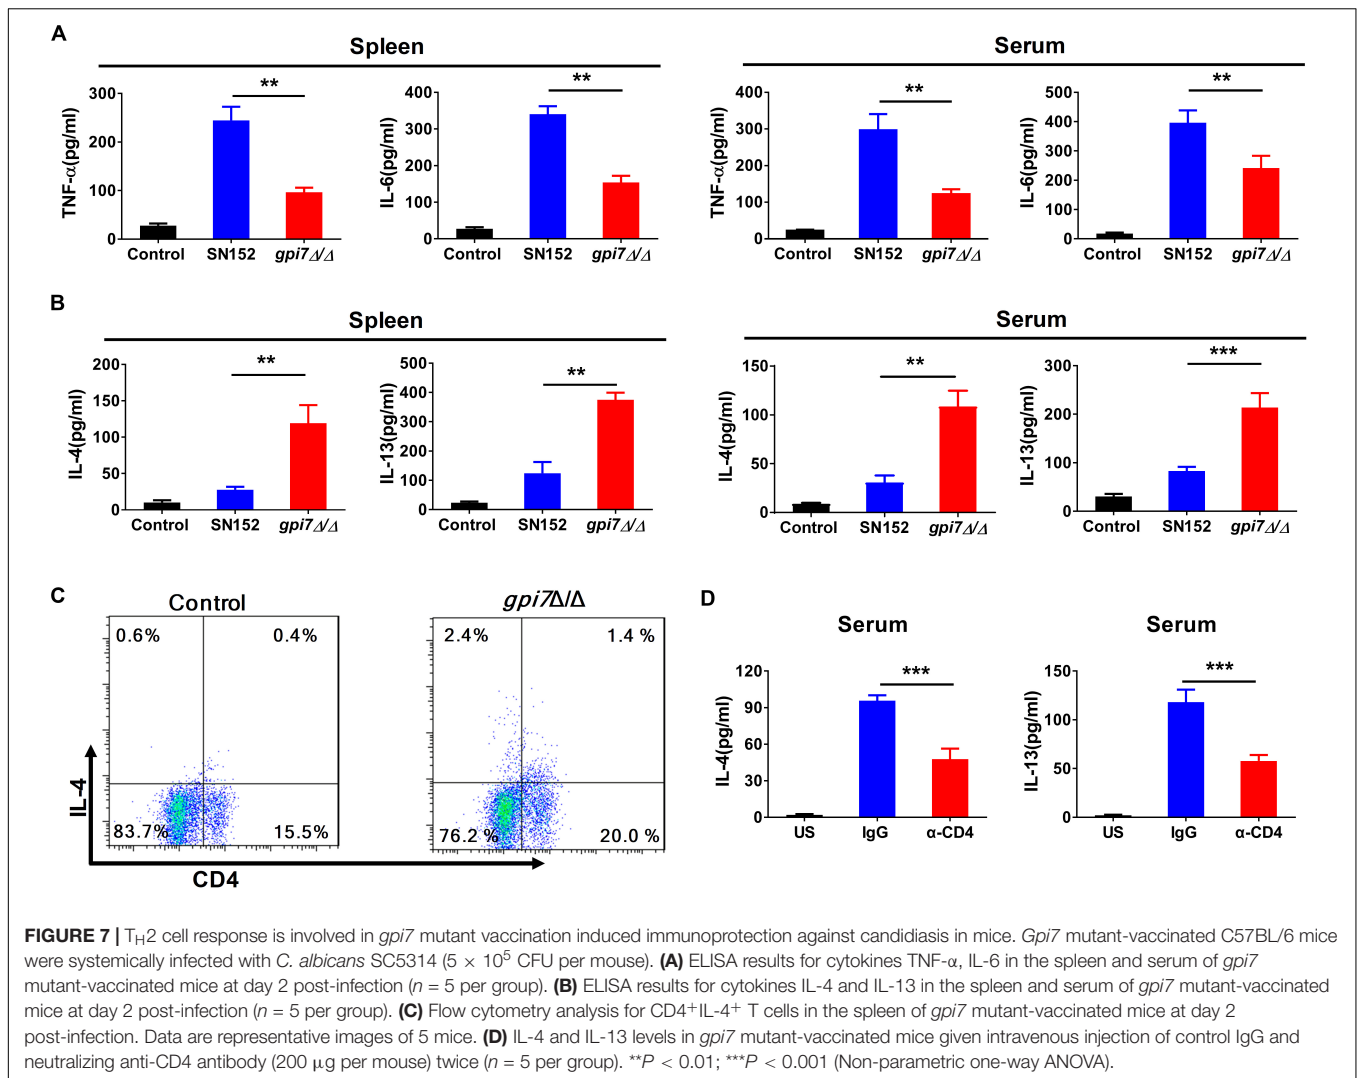 A
Spleen
Serum
**
**
**
**
TNF-α(pg/ml)
300
200
100
0
Control
SN152
gpi7Δ/Δ
IL-6(pg/ml)
400
300
200
100
0
Control
SN152
gpi7Δ/Δ
TNF-α(pg/ml)
400
300
200
100
0
Control
SN152
gpi7Δ/Δ
IL-6(pg/ml)
500
400
300
200
100
0
Control
SN152
gpi7Δ/Δ
B
Spleen
Serum
**
**
**
***
IL-4(pg/ml)
200
150
100
50
0
Control
SN152
gpi7Δ/Δ
IL-13(pg/ml)
500
400
300
200
100
0
Control
SN152
gpi7Δ/Δ
IL-4(pg/ml)
150
100
50
0
Control
SN152
gpi7Δ/Δ
IL-13(pg/ml)
300
200
100
0
Control
SN152
gpi7Δ/Δ
C
Control
0.6%
0.4%
83.7%
15.5%
gpi7Δ/Δ
2.4%
1.4 %
76.2%
20.0 %
IL-4
CD4
D
Serum
***
IL-4(pg/ml)
120
90
60
30
0
US
IgG
α-CD4
Serum
***
IL-13(pg/ml)
150
100
50
0
US
IgG
α-CD4
FIGURE 7 | TH2 cell response is involved in gpi7 mutant vaccination induced immunoprotection against candidiasis in mice. Gpi7 mutant-vaccinated C57BL/6 mice
were systemically infected with C. albicans SC5314 (5 × 10⁵ CFU per mouse). (A) ELISA results for cytokines TNF-α, IL-6 in the spleen and serum of gpi7
mutant-vaccinated mice at day 2 post-infection (n = 5 per group). (B) ELISA results for cytokines IL-4 and IL-13 in the spleen and serum of gpi7 mutant-vaccinated
mice at day 2 post-infection (n = 5 per group). (C) Flow cytometry analysis for CD4⁺IL-4⁺ T cells in the spleen of gpi7 mutant-vaccinated mice at day 2
post-infection. Data are representative images of 5 mice. (D) IL-4 and IL-13 levels in gpi7 mutant-vaccinated mice given intravenous injection of control IgG and
neutralizing anti-CD4 antibody (200 μg per mouse) twice (n = 5 per group). **P < 0.01; ***P < 0.001 (Non-parametric one-way ANOVA).